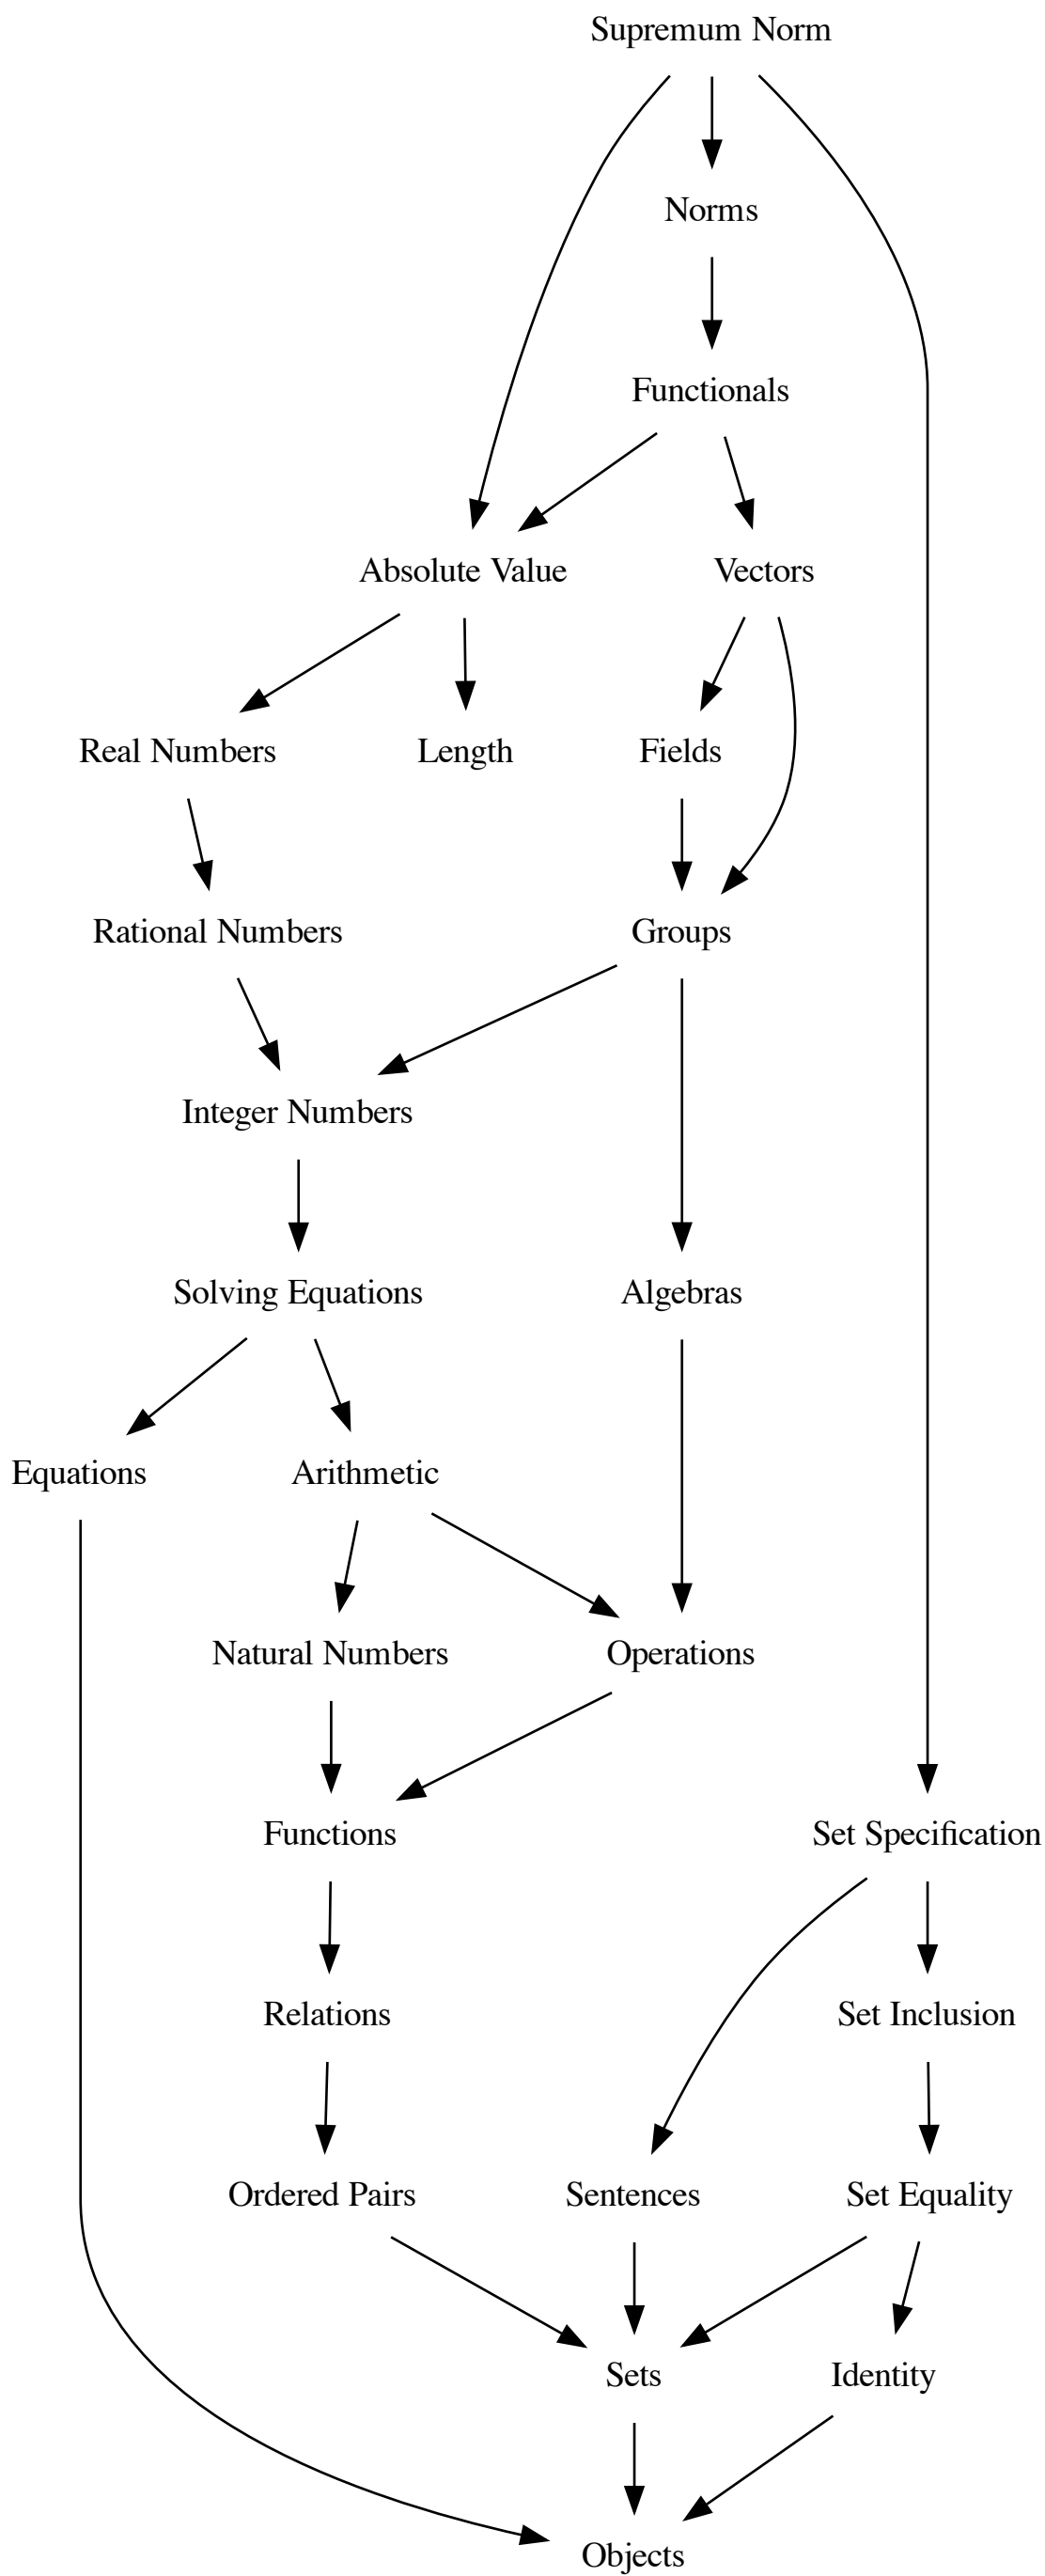 Supremum Norm
Norms
Functionals
Absolute Value
Vectors
Real Numbers
Length
Fields
Rational Numbers
Groups
Integer Numbers
Solving Equations
Algebras
Equations
Arithmetic
Natural Numbers
Operations
Functions
Set Specification
Relations
Set Inclusion
Ordered Pairs
Sentences
Set Equality
Sets
Identity
Objects